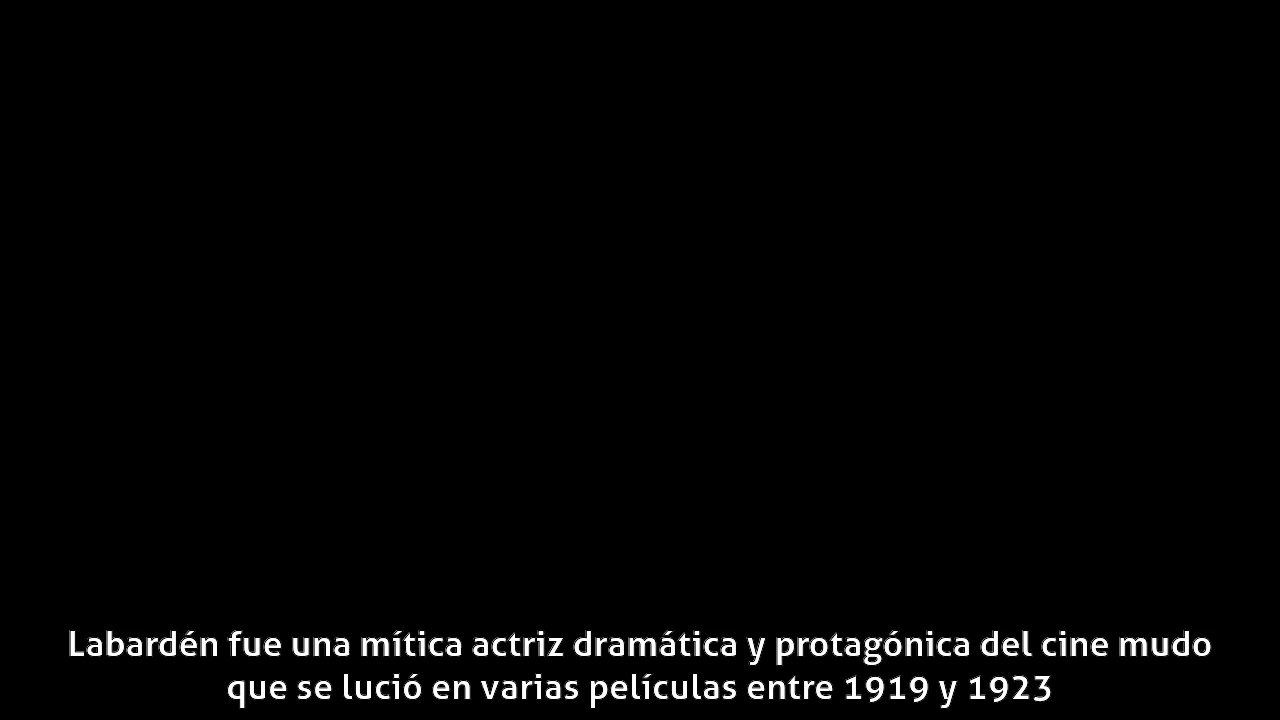 Labardén fue una mítica actriz dramática y protagónica del cine mudo
que se lució en varias películas entre 1919 y 1923